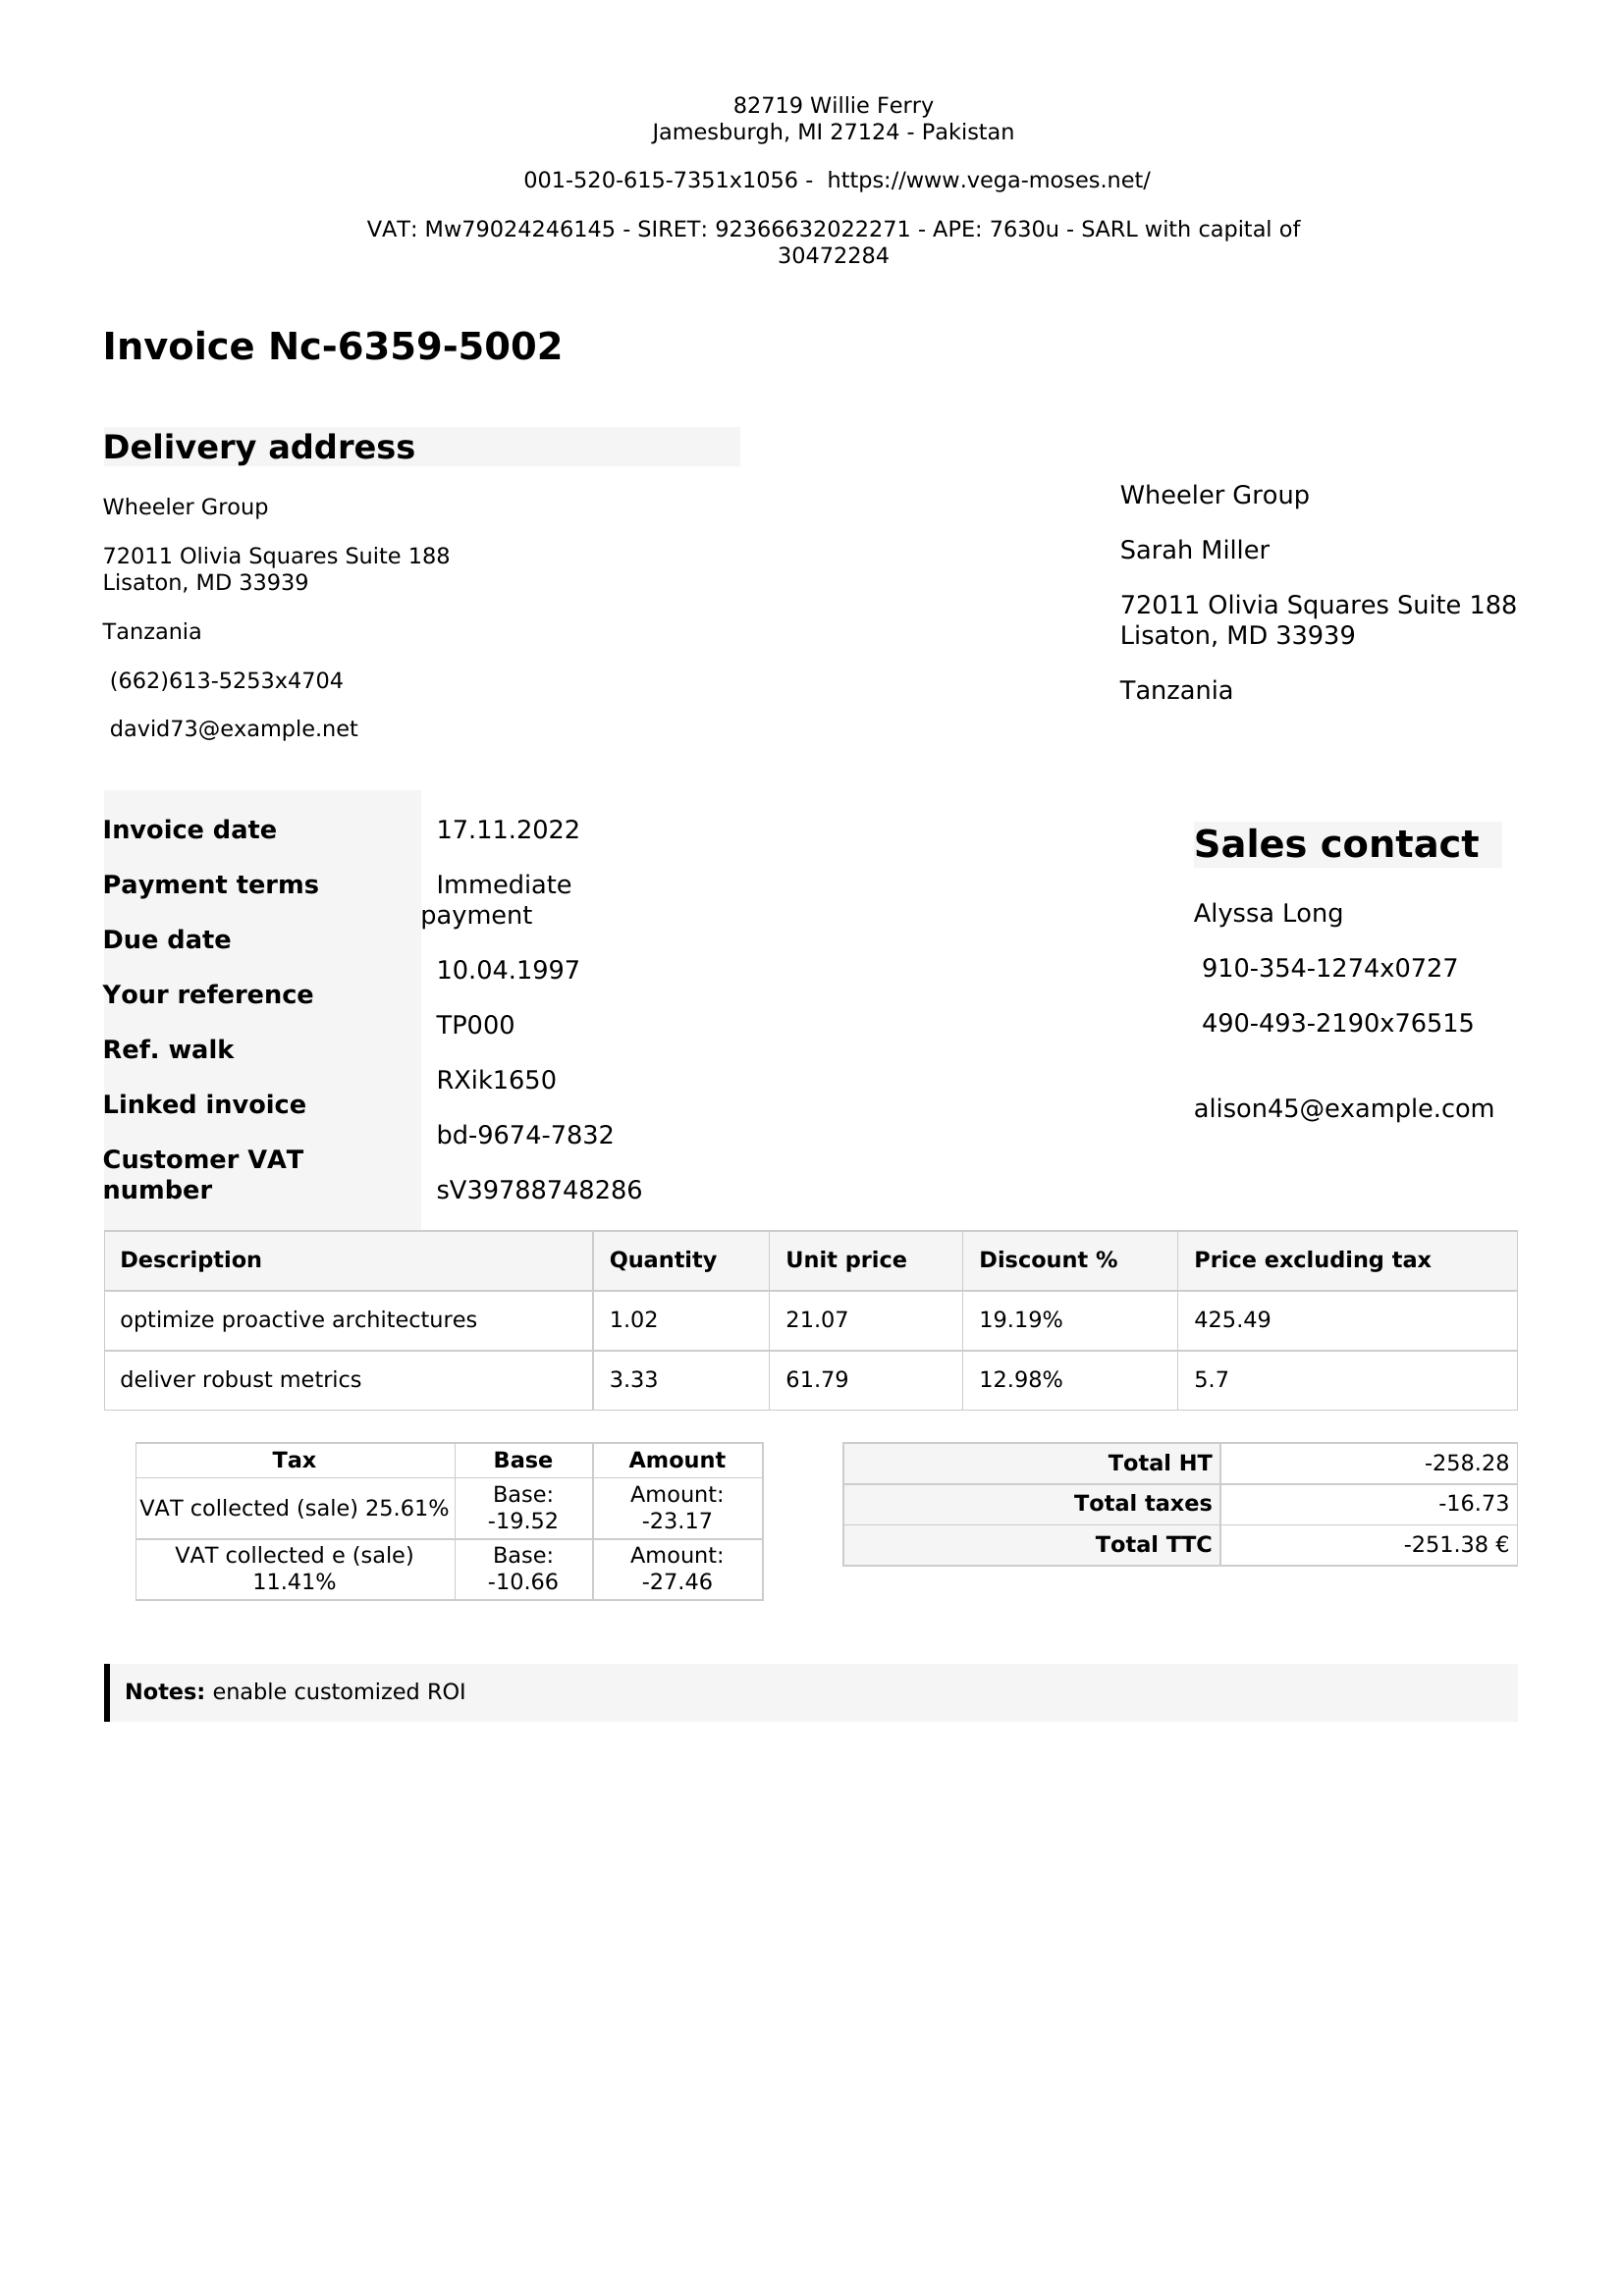 82719 Willie Ferry
Jamesburgh, MI 27124 - Pakistan
001-520-615-7351x1056 - https://www.vega-moses.net/
VAT: Mw79024246145 - SIRET: 92366632022271 - APE: 7630u - SARL with capital of
30472284
Invoice Nc-6359-5002
Delivery address
Wheeler Group
72011 Olivia Squares Suite 188
Lisaton, MD 33939
Tanzania
(662)613-5253x4704
david73@example.net
Wheeler Group
Sarah Miller
72011 Olivia Squares Suite 188
Lisaton, MD 33939
Tanzania
Invoice date
Payment terms
Due date
Your reference
Ref. walk
Linked invoice
Customer VAT
number
17.11.2022
Immediate
payment
10.04.1997
TP000
RXik1650
bd-9674-7832
sV39788748286
Sales contact
Alyssa Long
910-354-1274x0727
490-493-2190x76515
alison45@example.com
Description Quantity Unit price Discount % Price excluding tax
optimize proactive architectures 1.02 21.07 19.19% 425.49
deliver robust metrics 3.33 61.79 12.98% 5.7
Tax Base Amount
VAT collected (sale) 25.61% Base: -19.52 Amount: -23.17
VAT collected e (sale) 11.41% Base: -10.66 Amount: -27.46
Total HT -258.28
Total taxes -16.73
Total TTC -251.38 €
Notes: enable customized ROI